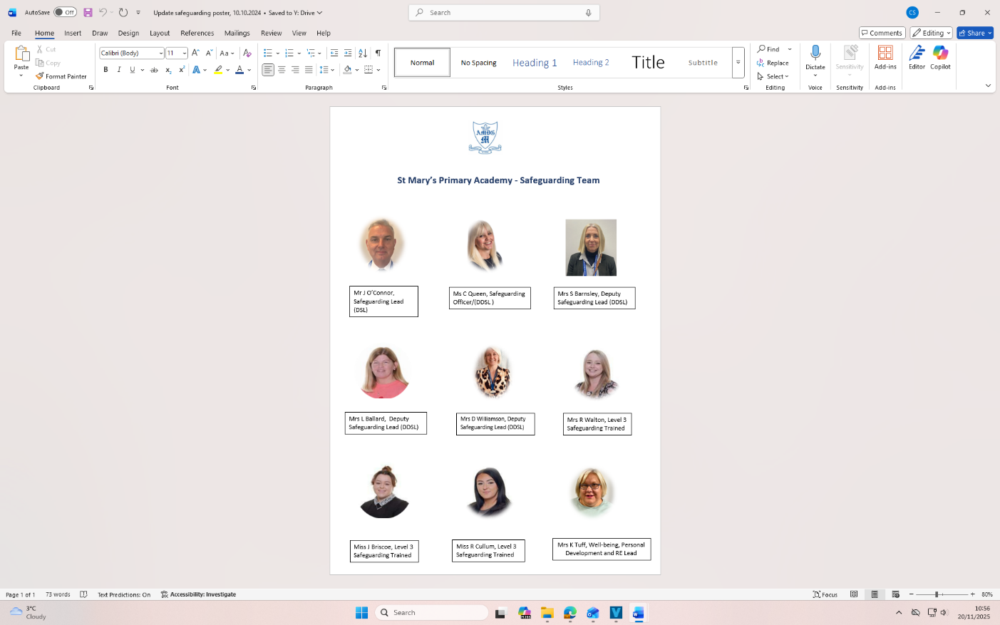 AutoSave Off Update safeguarding poster, 10.10.2024 • Saved to Y: Drive Search CS
File Home Insert Draw Design Layout References Mailings Review View Help Comments Editing Share
Paste Cut Copy Format Painter Clipboard
Calibri (Body) 11 Aa Font
Paragraph
Normal No Spacing Heading 1 Heading 2 Title Subtitle Styles
Find Replace Select Editing
Dictate Voice
Sensitivity Sensitivity
Add-ins Add-ins
Editor Copilot
AMDG
M
St Mary’s Primary Academy - Safeguarding Team
Mr J O’Connor,
Safeguarding Lead
(DSL)
Ms C Queen, Safeguarding
Officer/(DDSL )
Mrs S Barnsley, Deputy
Safeguarding Lead (DDSL)
Mrs L Ballard,  Deputy
Safeguarding Lead (DDSL)
Mrs D Williamson, Deputy
Safeguarding Lead (DDSL)
Mrs R Walton, Level 3
Safeguarding Trained
Miss J Briscoe, Level 3
Safeguarding Trained
Miss R Cullum, Level 3
Safeguarding Trained
Mrs K Tuff, Well-being, Personal
Development and RE Lead
Page 1 of 1 73 words Text Predictions: On Accessibility: Investigate Focus 80%
3°C
Cloudy
Search
10:56
20/11/2025